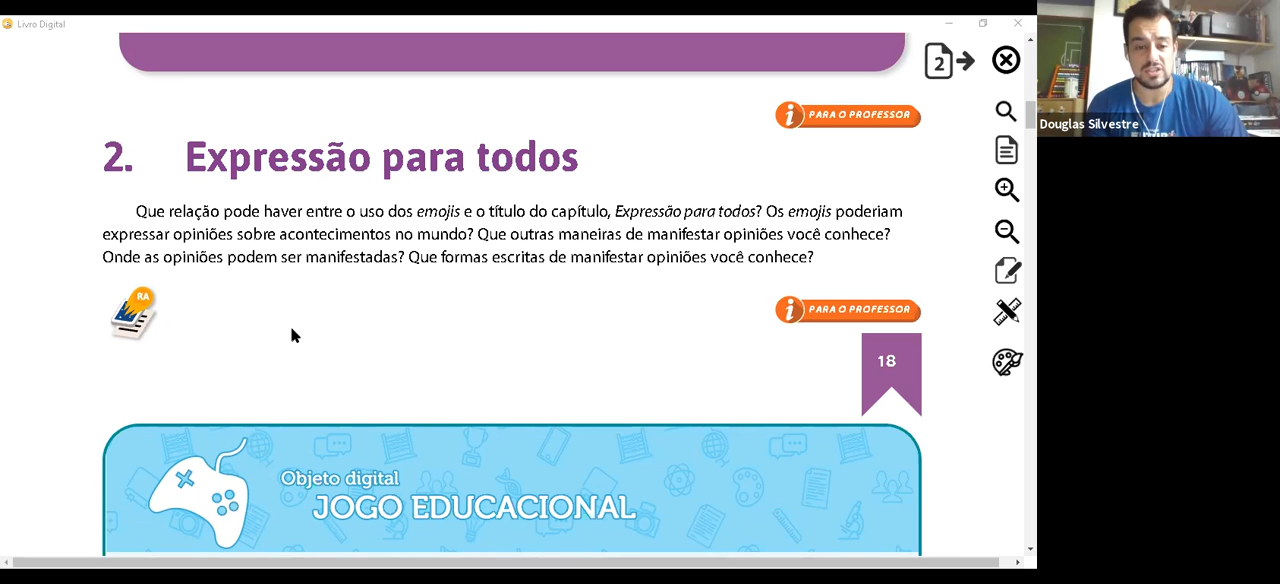 Livro Digital
2
PARA O PROFESSOR
Douglas Silvestre
2. Expressão para todos
Que relação pode haver entre o uso dos emojis e o título do capítulo, Expressão para todos? Os emojis poderiam
expressar opiniões sobre acontecimentos no mundo? Que outras maneiras de manifestar opiniões você conhece?
Onde as opiniões podem ser manifestadas? Que formas escritas de manifestar opiniões você conhece?
RA
PARA O PROFESSOR
18
Objeto digital
JOGO EDUCACIONAL